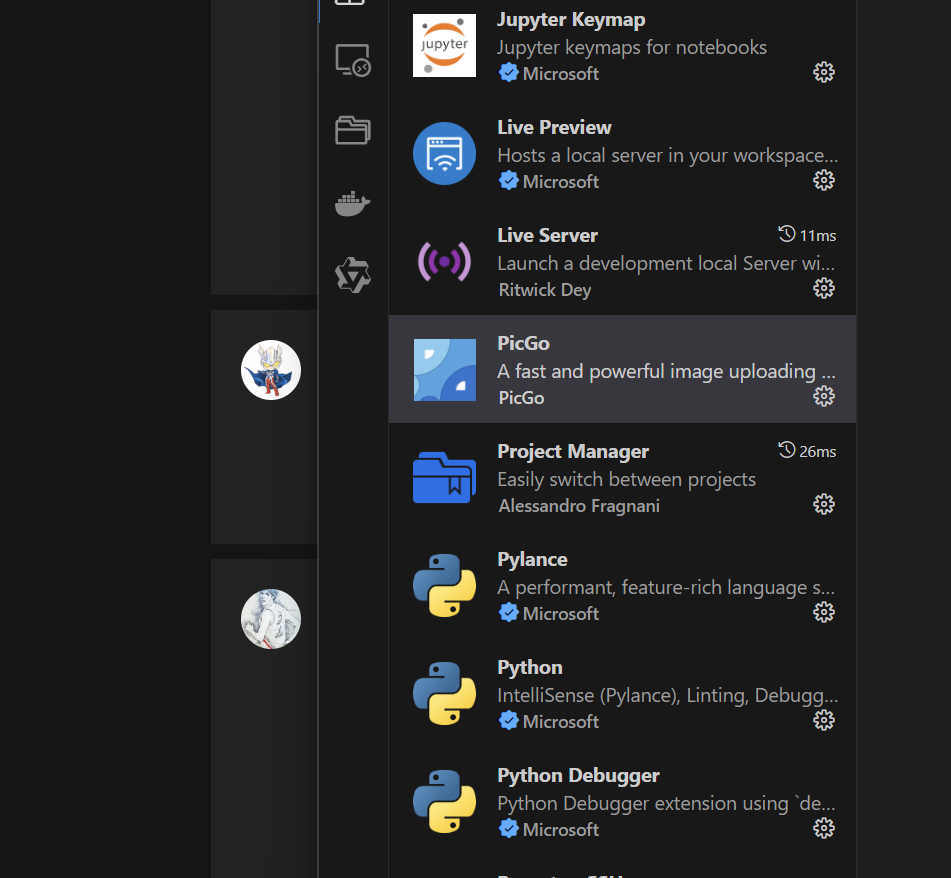 Jupyter Keymap
jupyter
Jupyter keymaps for notebooks
Microsoft
Live Preview
Hosts a local server in your workspace...
Microsoft
Live Server 11ms
Launch a development local Server wi...
Ritwick Dey
PicGo
A fast and powerful image uploading ...
PicGo
Project Manager 26ms
Easily switch between projects
Alessandro Fragnani
Pylance
A performant, feature-rich language s...
Microsoft
Python
IntelliSense (Pylance), Linting, Debugg...
Microsoft
Python Debugger
Python Debugger extension using `de...
Microsoft